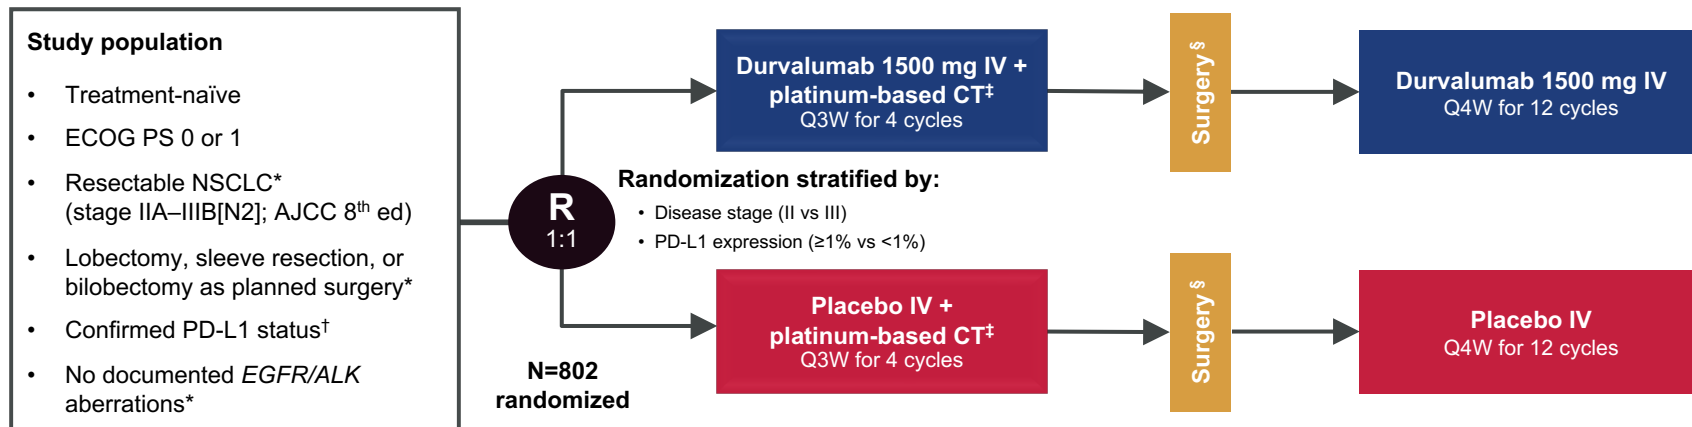 Study population
• Treatment-naïve
• ECOG PS 0 or 1
• Resectable NSCLC*
(stage IIA–IIIB[N2]; AJCC 8th ed)
• Lobectomy, sleeve resection, or
bilobectomy as planned surgery*
• Confirmed PD-L1 status†
• No documented EGFR/ALK
aberrations*
R
1:1
N=802
randomized
Durvalumab 1500 mg IV +
platinum-based CT‡
Q3W for 4 cycles
Surgery§
Durvalumab 1500 mg IV
Q4W for 12 cycles
Randomization stratified by:
• Disease stage (II vs III)
• PD-L1 expression (≥1% vs <1%)
Placebo IV +
platinum-based CT‡
Q3W for 4 cycles
Surgery§
Placebo IV
Q4W for 12 cycles